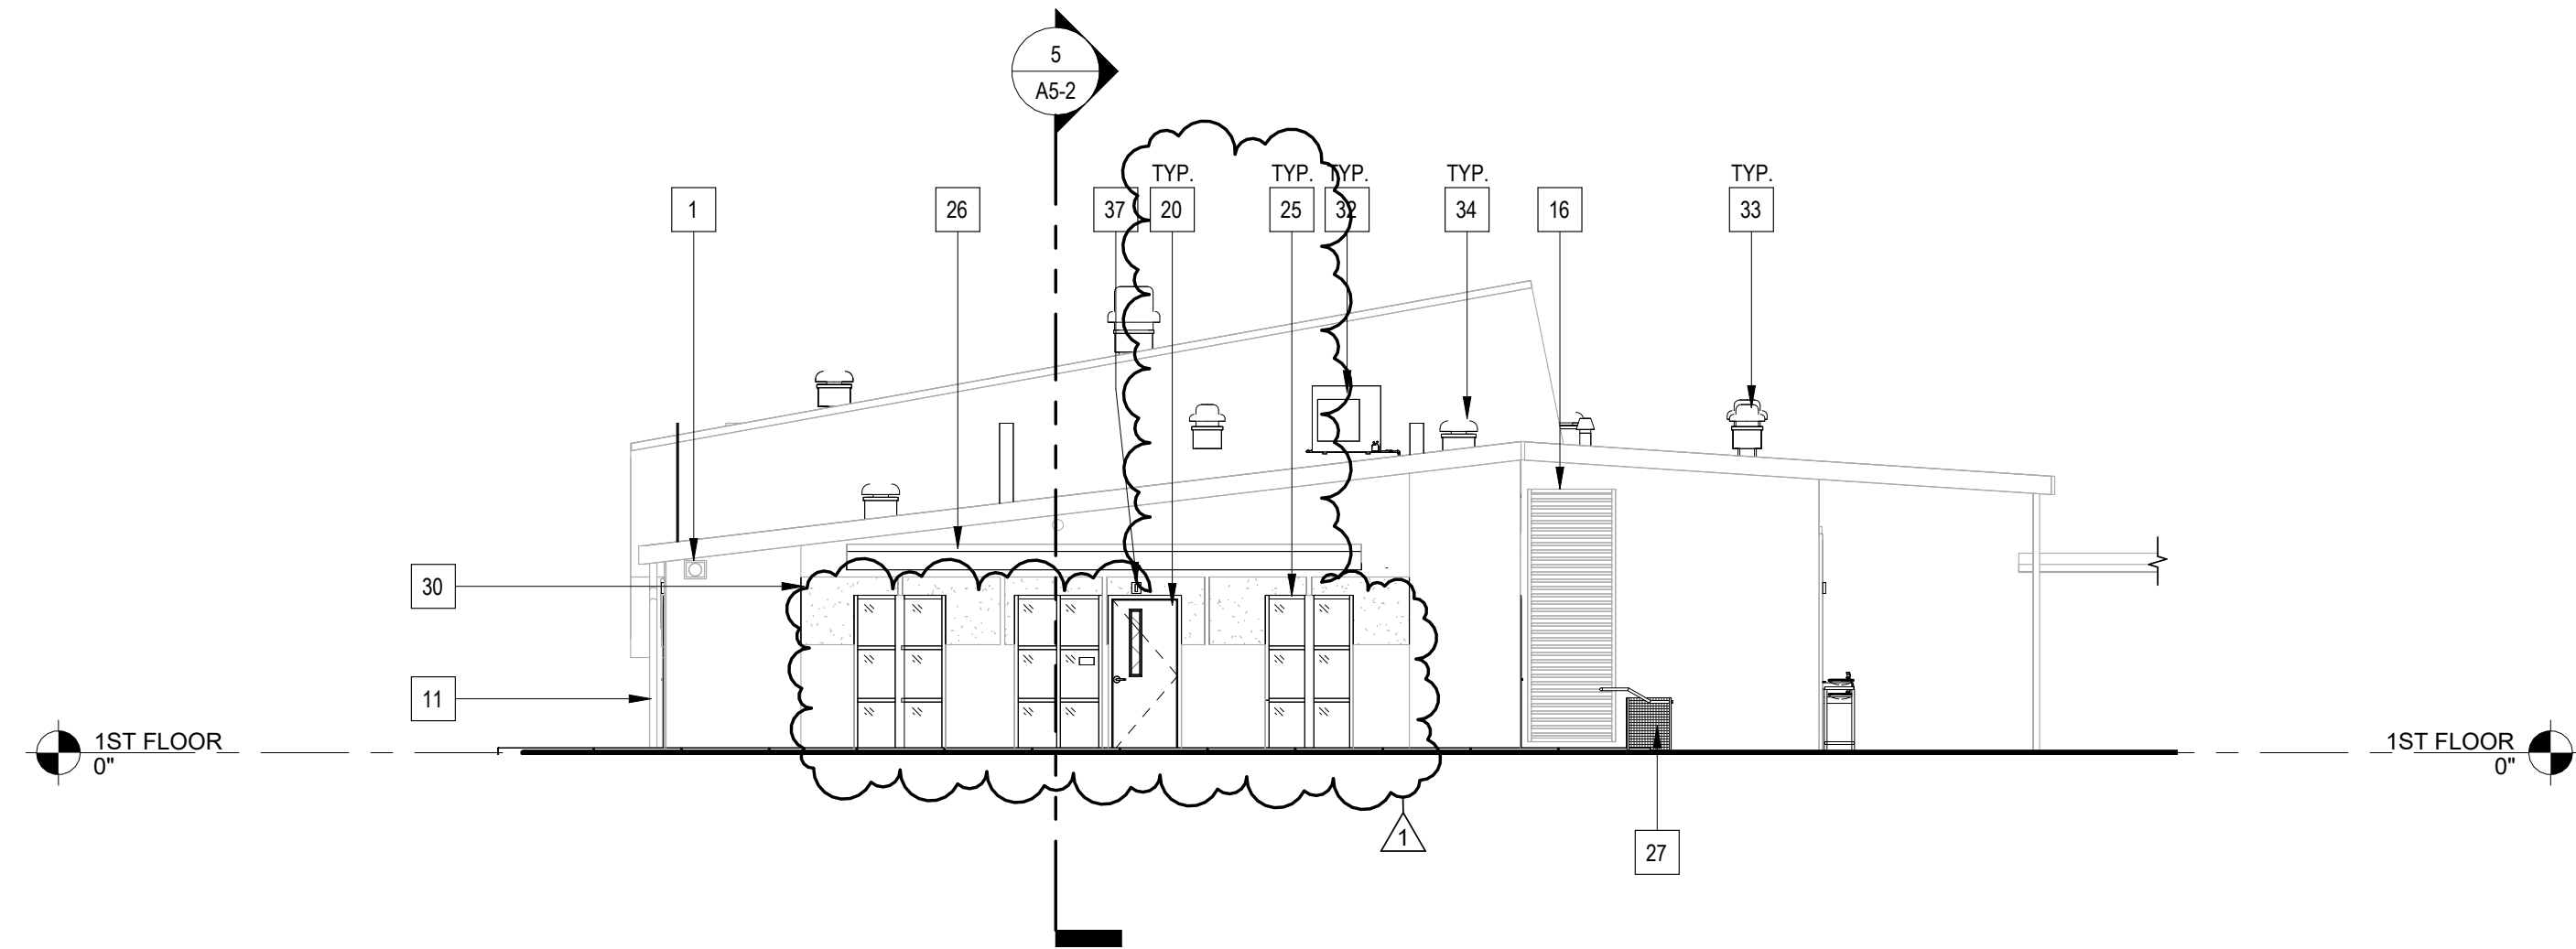 5
A5-2
TYP. TYP. TYP. TYP. TYP.
1 26 37 20 25 32 34 16 33
30
11
1ST FLOOR
0"
1ST FLOOR
0"
1
27